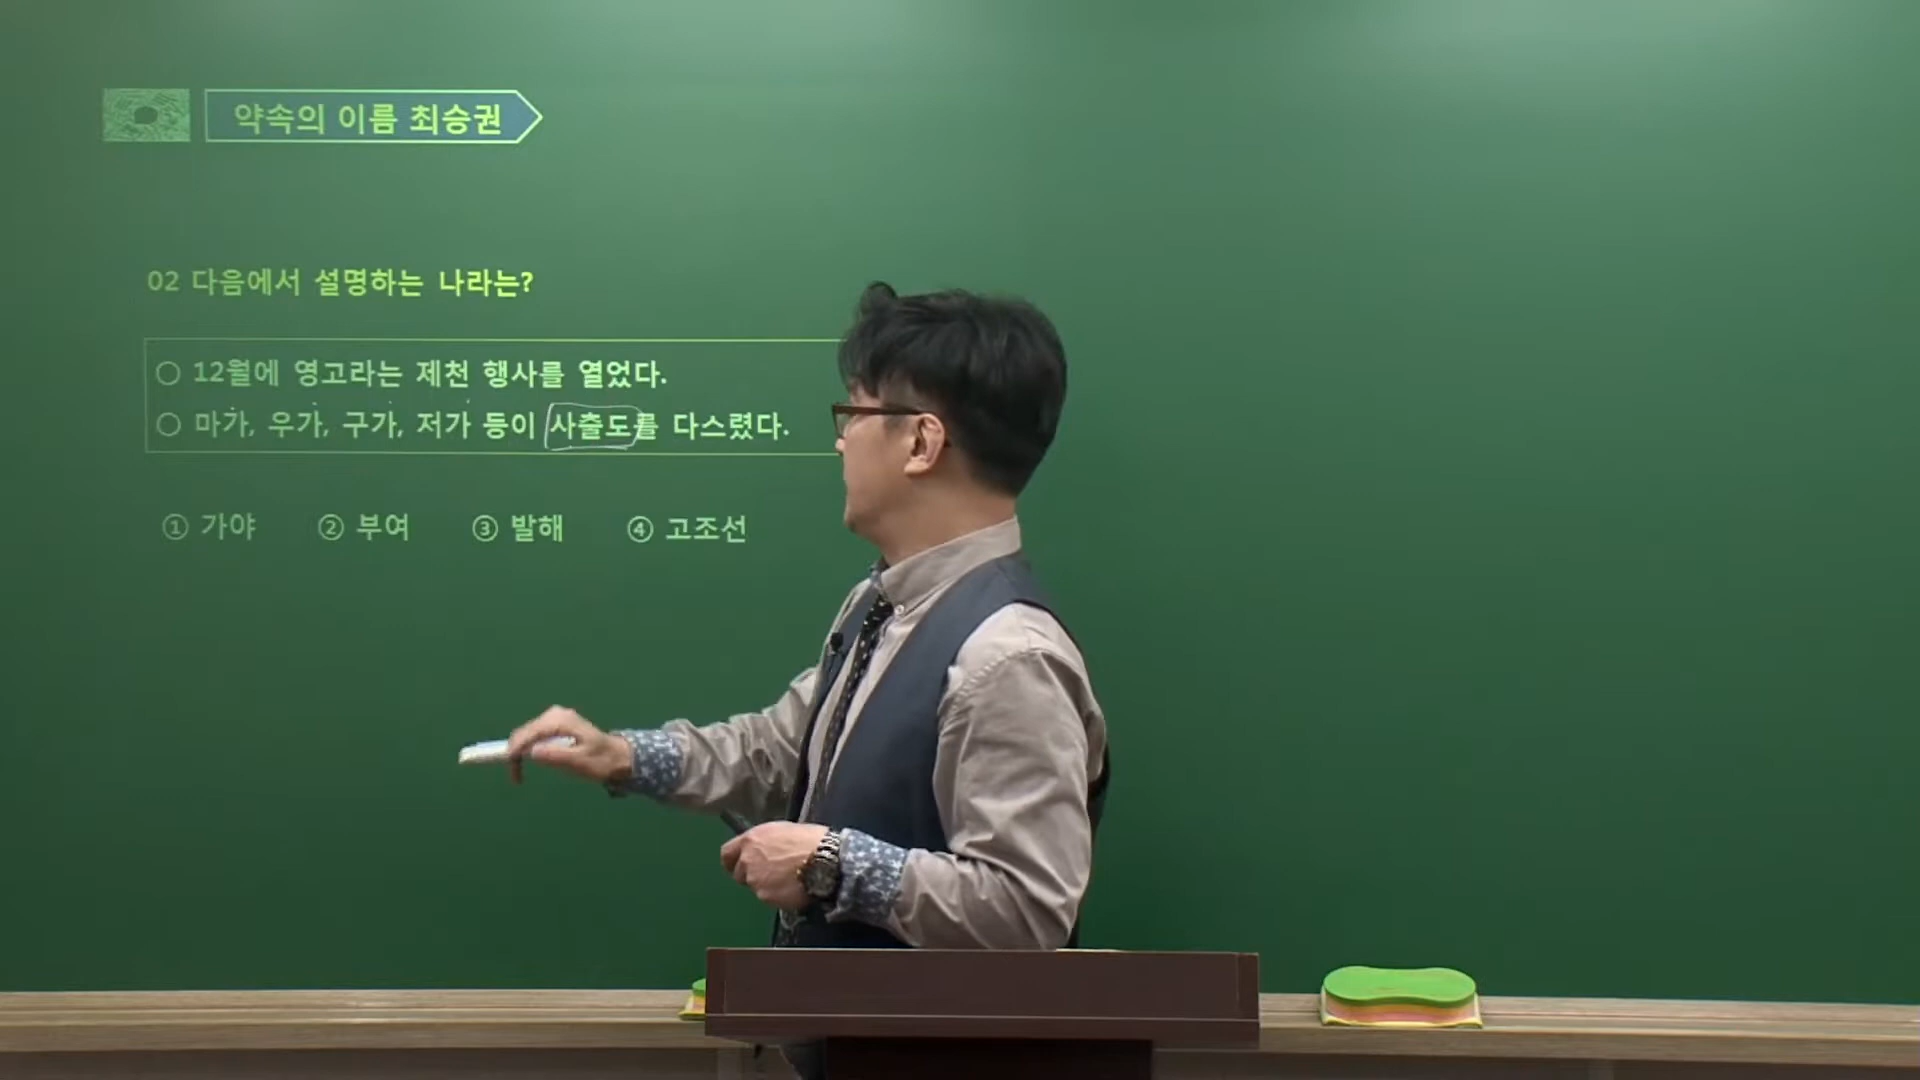 약속의 이름 최승권
02 다음에서 설명하는 나라는?
○ 12월에 영고라는 제천 행사를 열었다.
○ 마가, 우가, 구가, 저가 등이 사출도를 다스렸다.
① 가야 ② 부여 ③ 발해 ④ 고조선